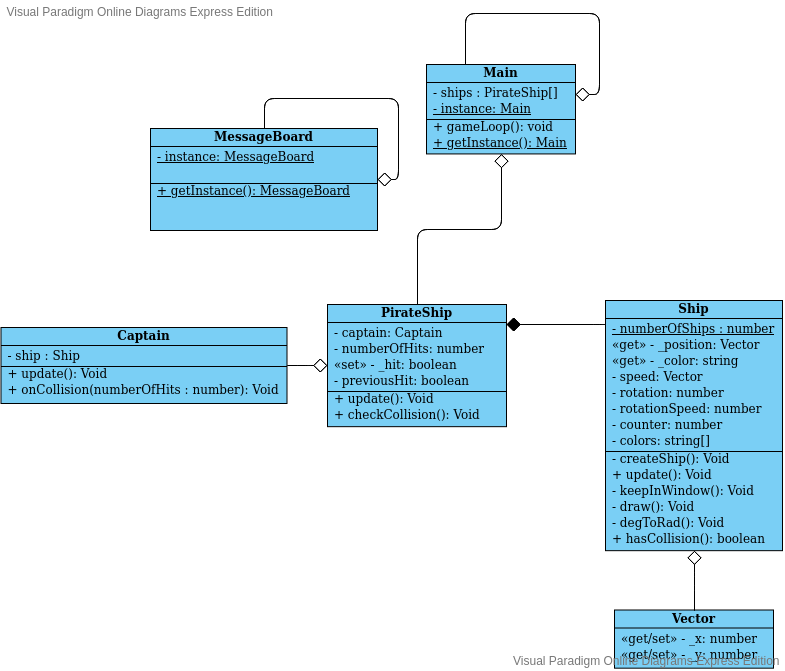 Visual Paradigm Online Diagrams Express Edition
Main
- ships : PirateShip[]
- instance: Main
+ gameLoop(): void
+ getInstance(): Main
MessageBoard
- instance: MessageBoard
+ getInstance(): MessageBoard
PirateShip
- captain: Captain
- numberOfHits: number
«set» - _hit: boolean
- previousHit: boolean
+ update(): Void
+ checkCollision(): Void
Captain
- ship : Ship
+ update(): Void
+ onCollision(numberOfHits : number): Void
Ship
- numberOfShips : number
«get» - _position: Vector
«get» - _color: string
- speed: Vector
- rotation: number
- rotationSpeed: number
- counter: number
- colors: string[]
- createShip(): Void
+ update(): Void
- keepInWindow(): Void
- draw(): Void
- degToRad(): Void
+ hasCollision(): boolean
Vector
«get/set» - _x: number
«get/set» - _y: number
Visual Paradigm Online Diagrams Express Edition